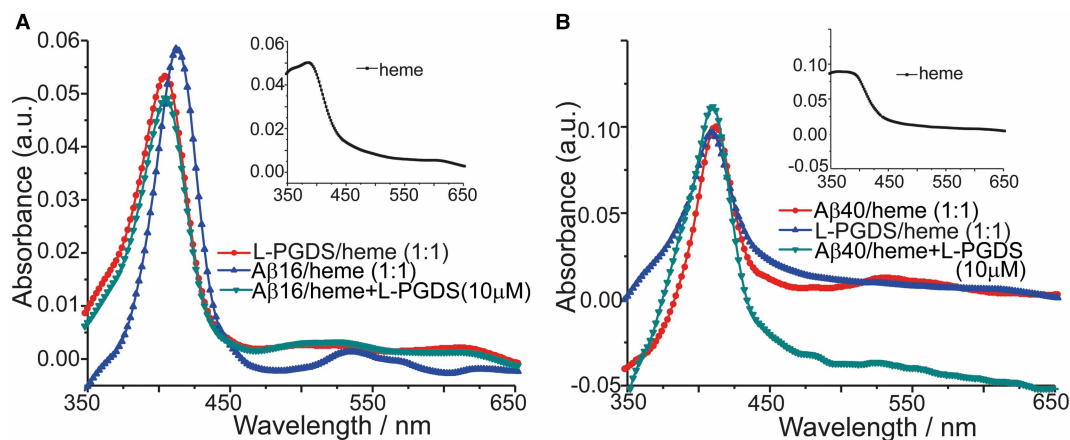 A
Absorbance (a.u.)
0.06
0.05
0.04
0.03
0.02
0.01
0.00
350
450
550
650
Wavelength / nm
0.06
0.04
0.02
0.00
350
450
550
650
heme
L-PGDS/heme (1:1)
Aβ16/heme (1:1)
Aβ16/heme+L-PGDS(10μM)
B
Absorbance (a.u.)
0.10
0.05
0.00
-0.05
350
450
550
650
Wavelength / nm
0.10
0.05
0.00
-0.05
350
450
550
650
heme
Aβ40/heme (1:1)
L-PGDS/heme (1:1)
Aβ40/heme+L-PGDS
(10μM)